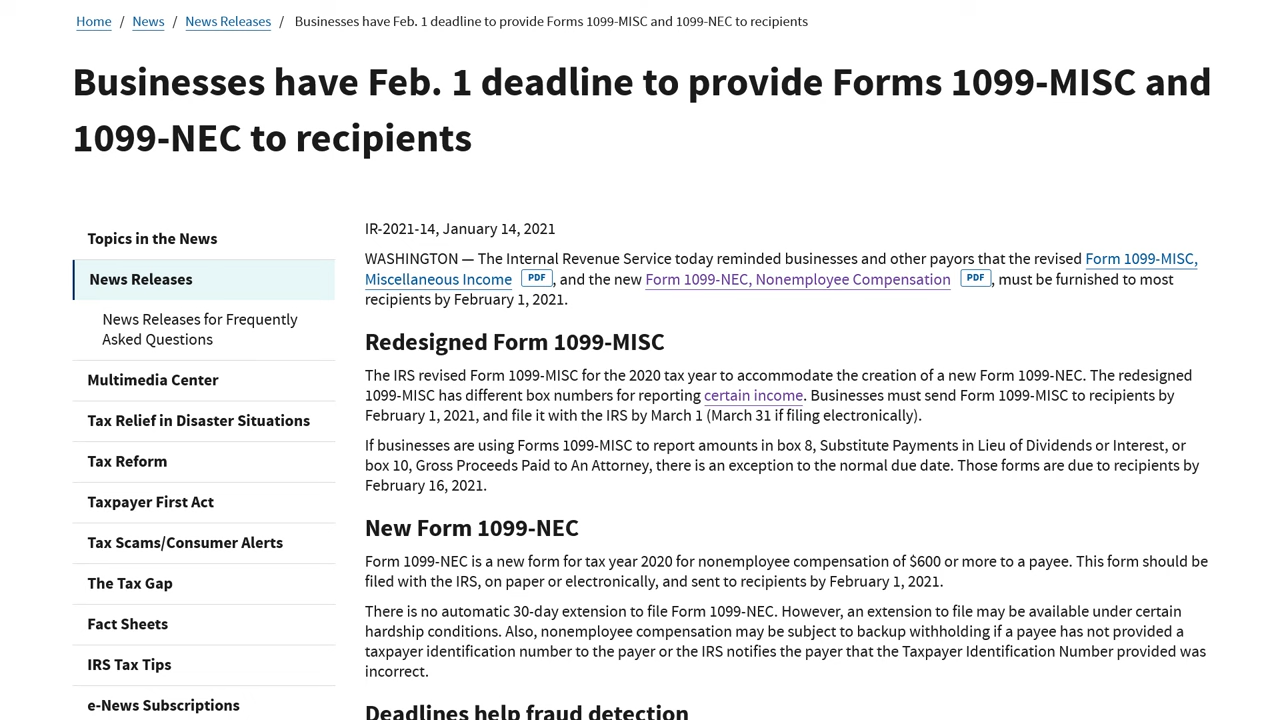 Home / News / News Releases / Businesses have Feb. 1 deadline to provide Forms 1099-MISC and 1099-NEC to recipients
Businesses have Feb. 1 deadline to provide Forms 1099-MISC and
1099-NEC to recipients
Topics in the News
News Releases
News Releases for Frequently
Asked Questions
Multimedia Center
Tax Relief in Disaster Situations
Tax Reform
Taxpayer First Act
Tax Scams/Consumer Alerts
The Tax Gap
Fact Sheets
IRS Tax Tips
e-News Subscriptions
IR-2021-14, January 14, 2021
WASHINGTON — The Internal Revenue Service today reminded businesses and other payors that the revised Form 1099-MISC,
Miscellaneous Income PDF, and the new Form 1099-NEC, Nonemployee Compensation PDF, must be furnished to most
recipients by February 1, 2021.
Redesigned Form 1099-MISC
The IRS revised Form 1099-MISC for the 2020 tax year to accommodate the creation of a new Form 1099-NEC. The redesigned
1099-MISC has different box numbers for reporting certain income. Businesses must send Form 1099-MISC to recipients by
February 1, 2021, and file it with the IRS by March 1 (March 31 if filing electronically).
If businesses are using Forms 1099-MISC to report amounts in box 8, Substitute Payments in Lieu of Dividends or Interest, or
box 10, Gross Proceeds Paid to An Attorney, there is an exception to the normal due date. Those forms are due to recipients by
February 16, 2021.
New Form 1099-NEC
Form 1099-NEC is a new form for tax year 2020 for nonemployee compensation of $600 or more to a payee. This form should be
filed with the IRS, on paper or electronically, and sent to recipients by February 1, 2021.
There is no automatic 30-day extension to file Form 1099-NEC. However, an extension to file may be available under certain
hardship conditions. Also, nonemployee compensation may be subject to backup withholding if a payee has not provided a
taxpayer identification number to the payer or the IRS notifies the payer that the Taxpayer Identification Number provided was
incorrect.
Deadlines help fraud detection